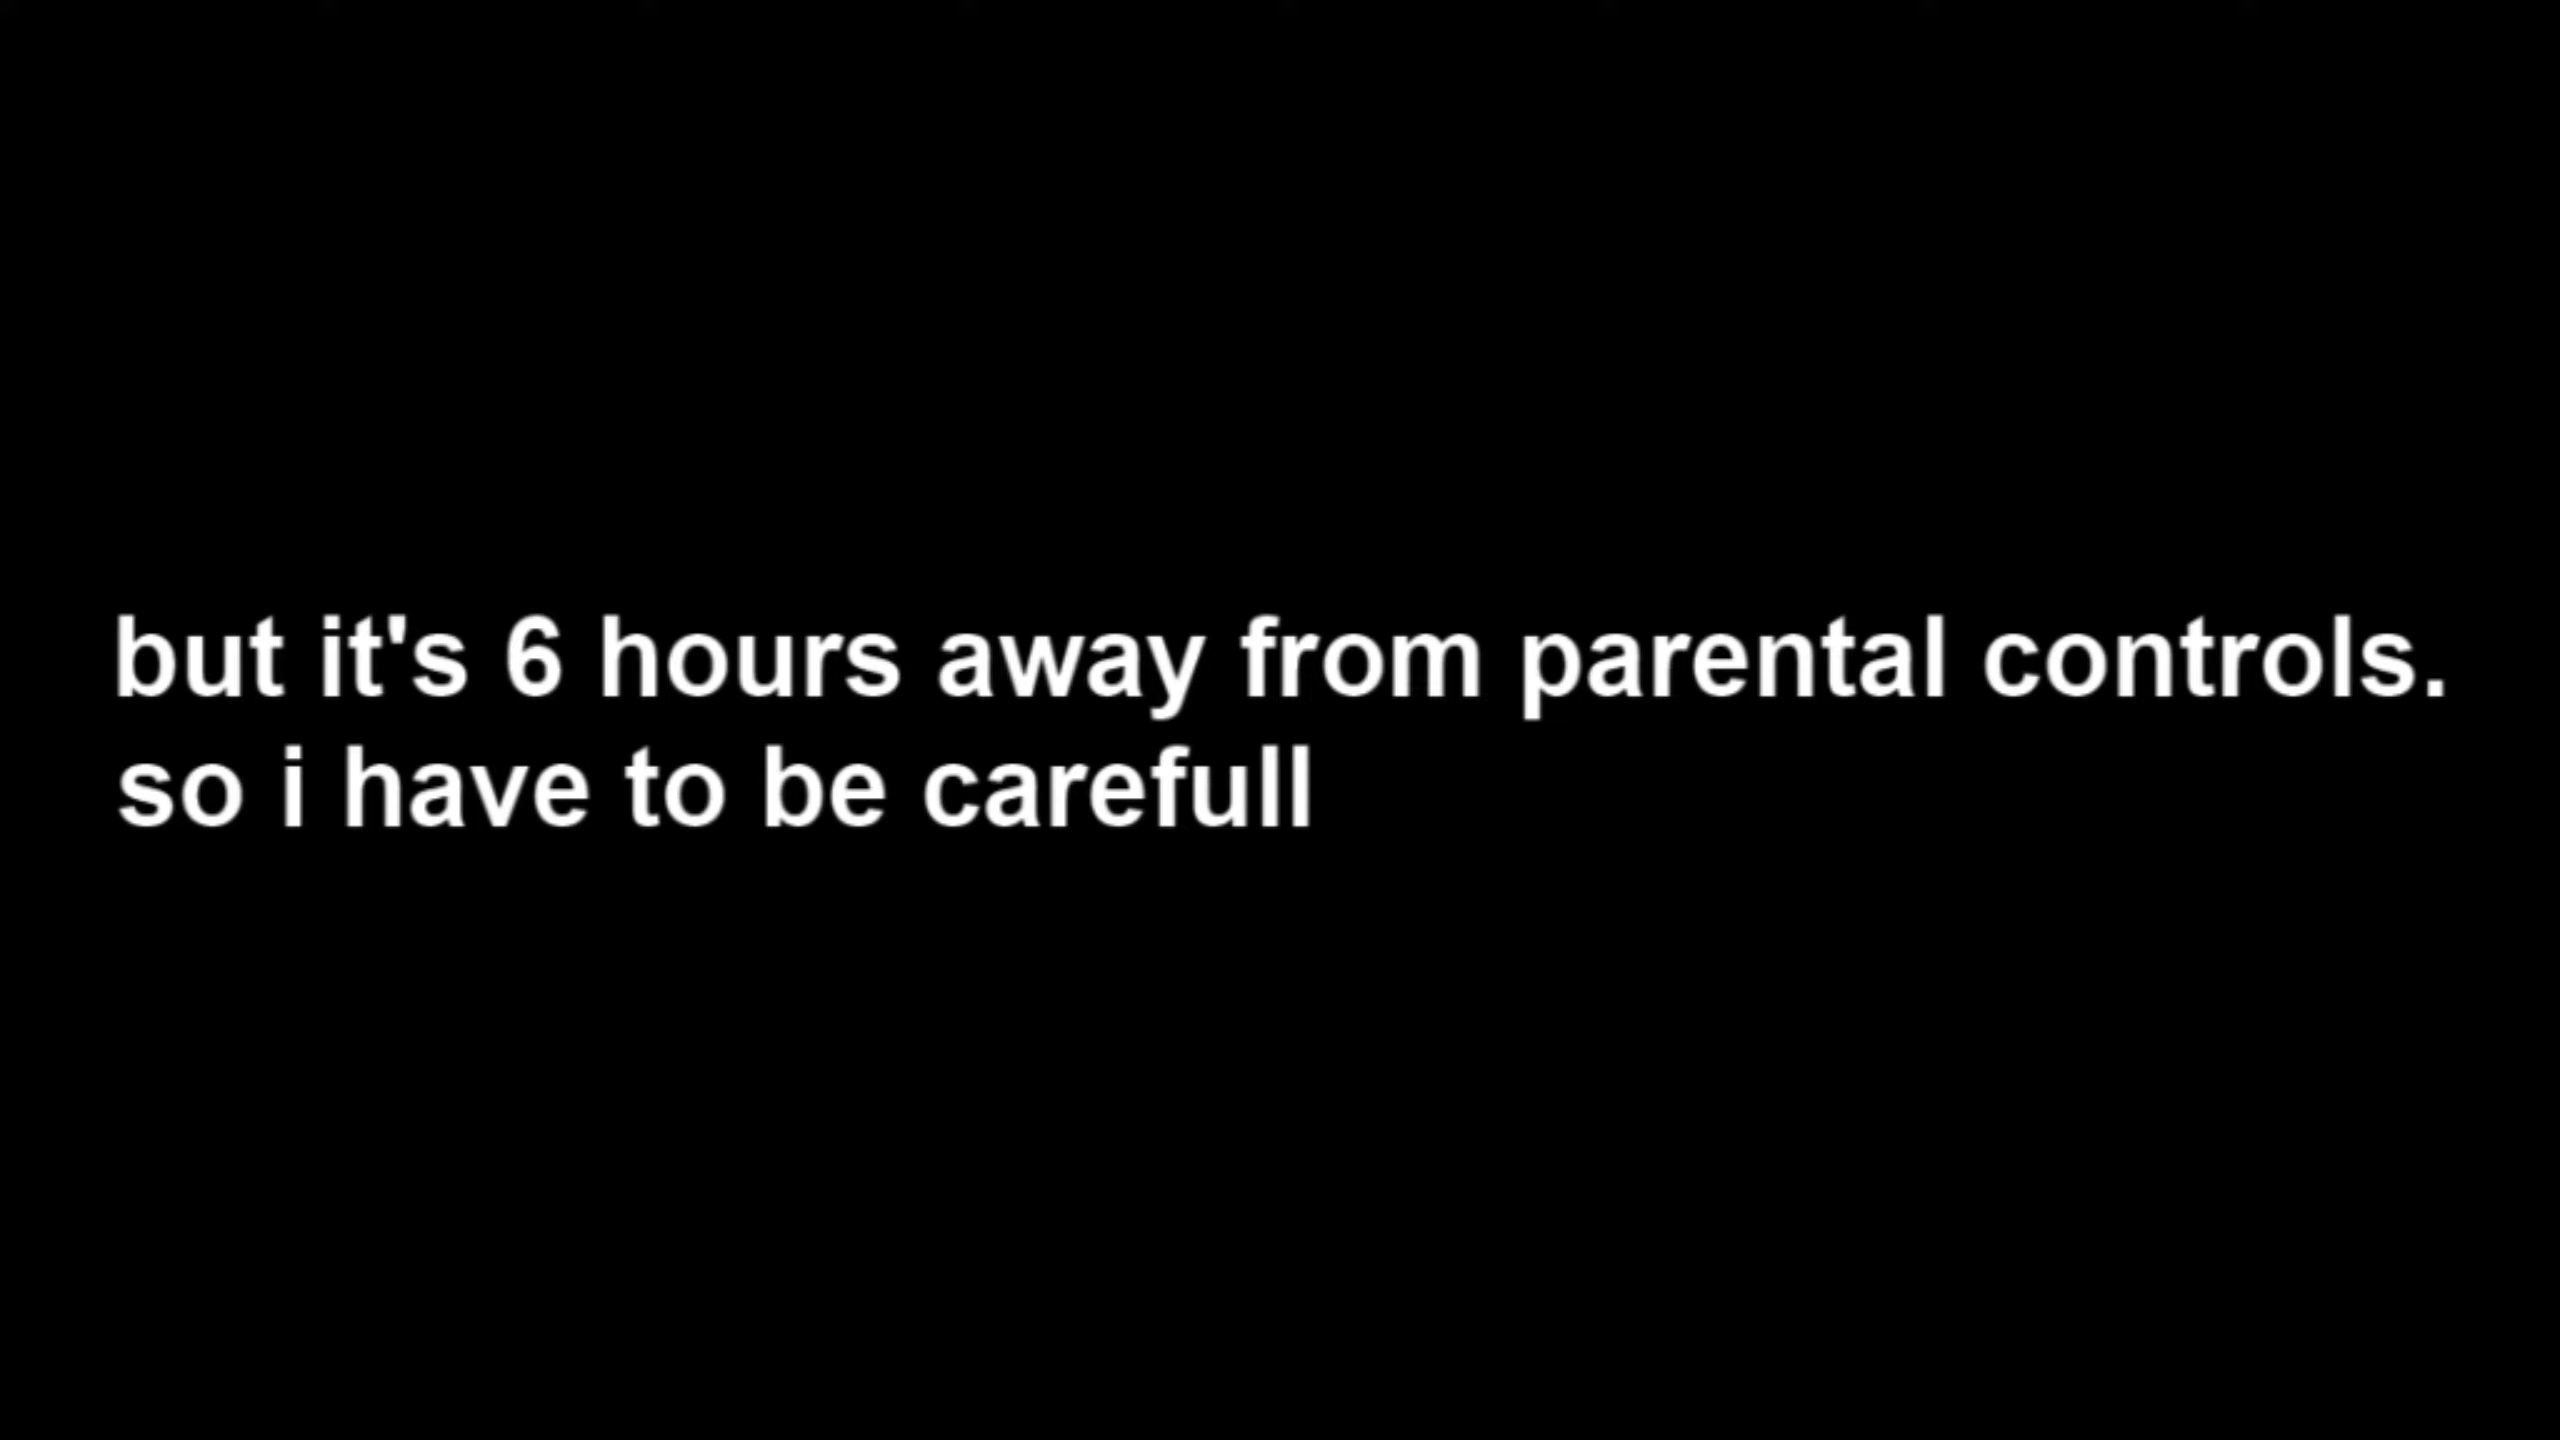 but it's 6 hours away from parental controls.
so i have to be carefull